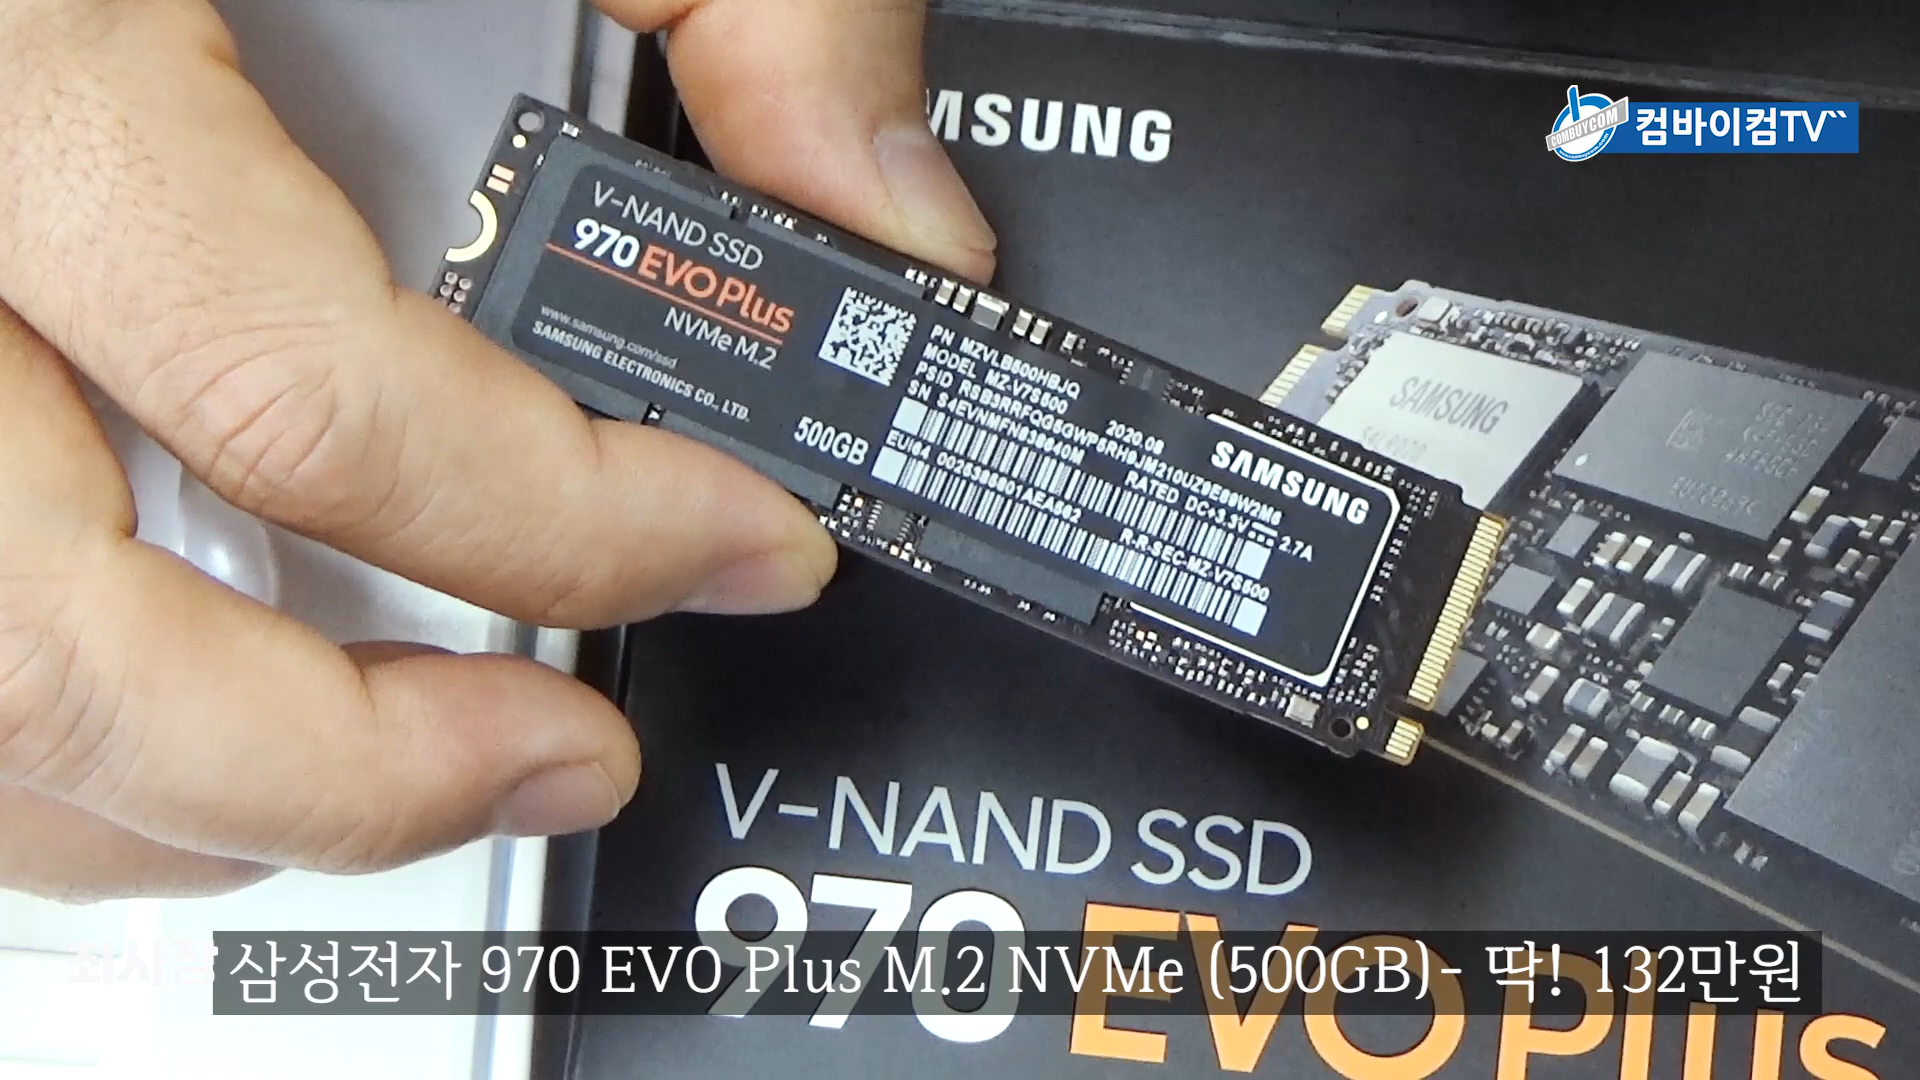 MSUNG
COMBUYCOM
컴바이컴TV
V-NAND SSD
970 EVO Plus
NVMe M.2
www.samsung.com/ssd
SAMSUNG ELECTRONICS CO., LTD.
500GB
PN MZVLB500HBJQ
MODEL MZ-V7S500
2020.08
RATED DC+3.3V 2.7A
R-R-SEC-MZ-V7S500
EUI64
SAMSUNG
SAMSUNG
V-NAND SSD
970 EVO Plus
삼성전자 970 EVO Plus M.2 NVMe (500GB)- 딱! 132만원